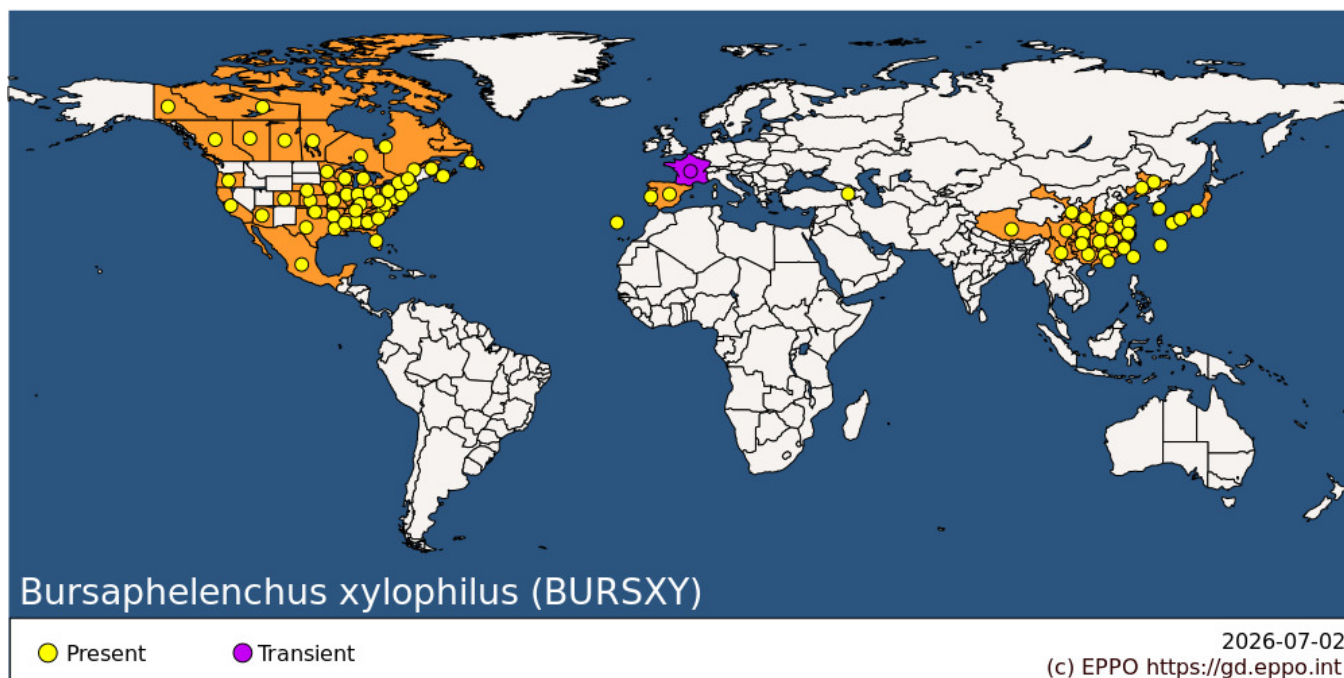 Bursaphelenchus xylophilus (BURSXY)
Present
Transient
2026-07-02
(c) EPPO https://gd.eppo.int